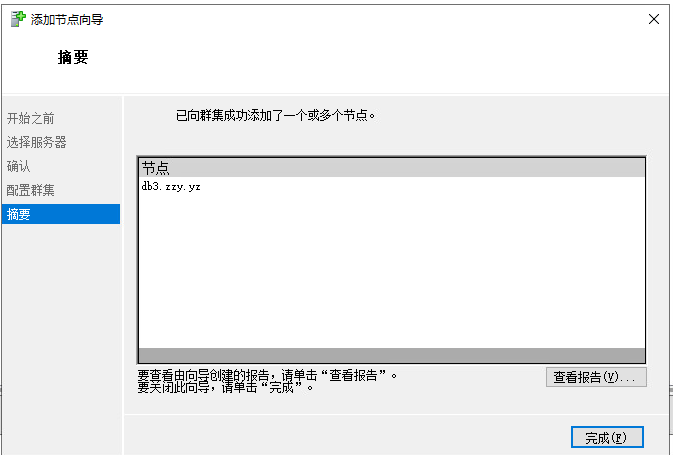 添加节点向导
摘要
开始之前
选择服务器
确认
配置群集
摘要
已向群集成功添加了一个或多个节点。
节点
db3.zzy.yz
要查看由向导创建的报告，请单击“查看报告”。
要关闭此向导，请单击“完成”。
查看报告(V)...
完成(F)